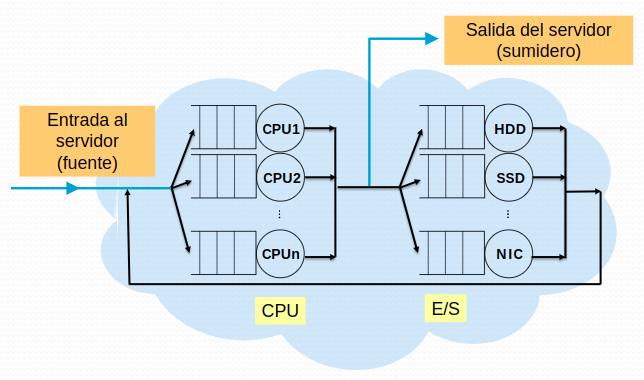 Salida del servidor
(sumidero)
Entrada al
servidor
(fuente)
CPU1
HDD
CPU2
SSD
...
...
CPUn
NIC
CPU
E/S